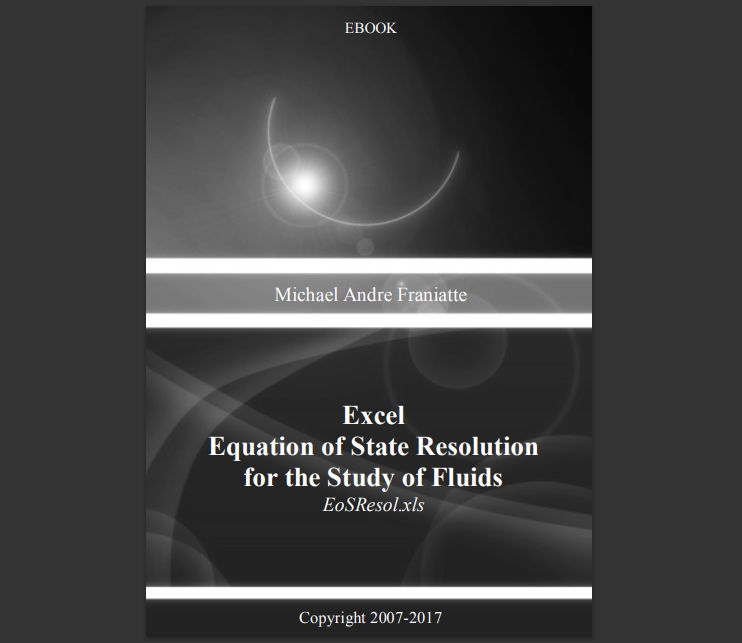 EBOOK
Michael Andre Franiatte
Excel
Equation of State Resolution
for the Study of Fluids
EoSResol.xls
Copyright 2007-2017